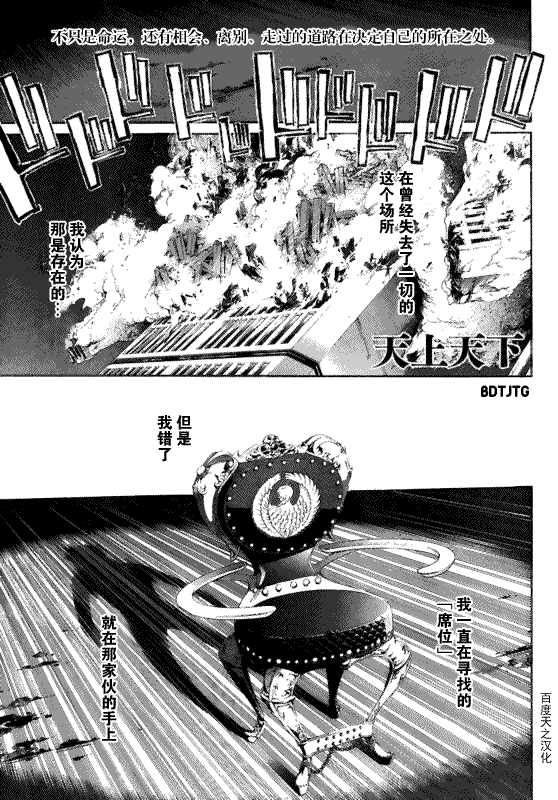 不只是命运，还有相会、离别、走过的道路在决定自己的所在之处。
ドドドドドドドド
在曾经失去了一切的
这个场所
我认为
那是存在的…
天上天下
BDTJTG
但是
我错了
我一直在寻找的
「席位」
就在那家伙的手上
百度天之汉化